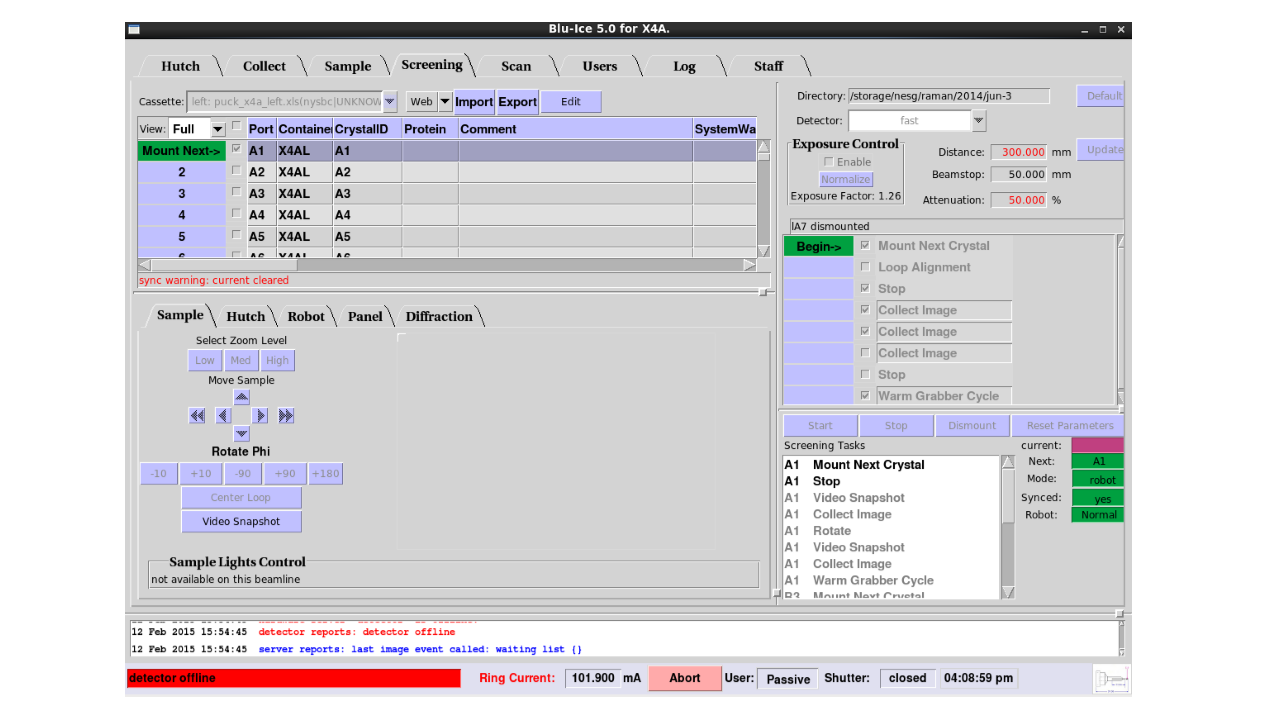 Blu-Ice 5.0 for X4A.
Hutch Collect Sample Screening Scan Users Log Staff
Cassette: left: puck_x4a_left.xls(nysbc|UNKNOW Web Import Export Edit
View: Full Port Containe CrystalID Protein Comment SystemWa
Mount Next-> A1 X4AL A1
2 A2 X4AL A2
3 A3 X4AL A3
4 A4 X4AL A4
5 A5 X4AL A5
6 A6 X4AL A6
sync warning: current cleared
Directory: /storage/nesg/raman/2014/jun-3 Default
Detector: fast
Exposure Control
Enable
Normalize
Exposure Factor: 1.26
Distance: 300.000 mm Update
Beamstop: 50.000 mm
Attenuation: 50.000 %
lA7 dismounted
Begin-> Mount Next Crystal
Loop Alignment
Stop
Collect Image
Collect Image
Collect Image
Stop
Warm Grabber Cycle
Sample Hutch Robot Panel Diffraction
Select Zoom Level
Low Med High
Move Sample
Rotate Phi
-10 +10 -90 +90 +180
Center Loop
Video Snapshot
Sample Lights Control
not available on this beamline
Start Stop Dismount Reset Parameters
Screening Tasks
A1 Mount Next Crystal
A1 Stop
A1 Video Snapshot
A1 Collect Image
A1 Rotate
A1 Video Snapshot
A1 Collect Image
A1 Warm Grabber Cycle
B3 Mount Next Crystal
current:
Next: A1
Mode: robot
Synced: yes
Robot: Normal
12 Feb 2015 15:54:45 detector reports: detector offline
12 Feb 2015 15:54:45 server reports: last image event called: waiting list {}
detector offline Ring Current: 101.900 mA Abort User: Passive Shutter: closed 04:08:59 pm